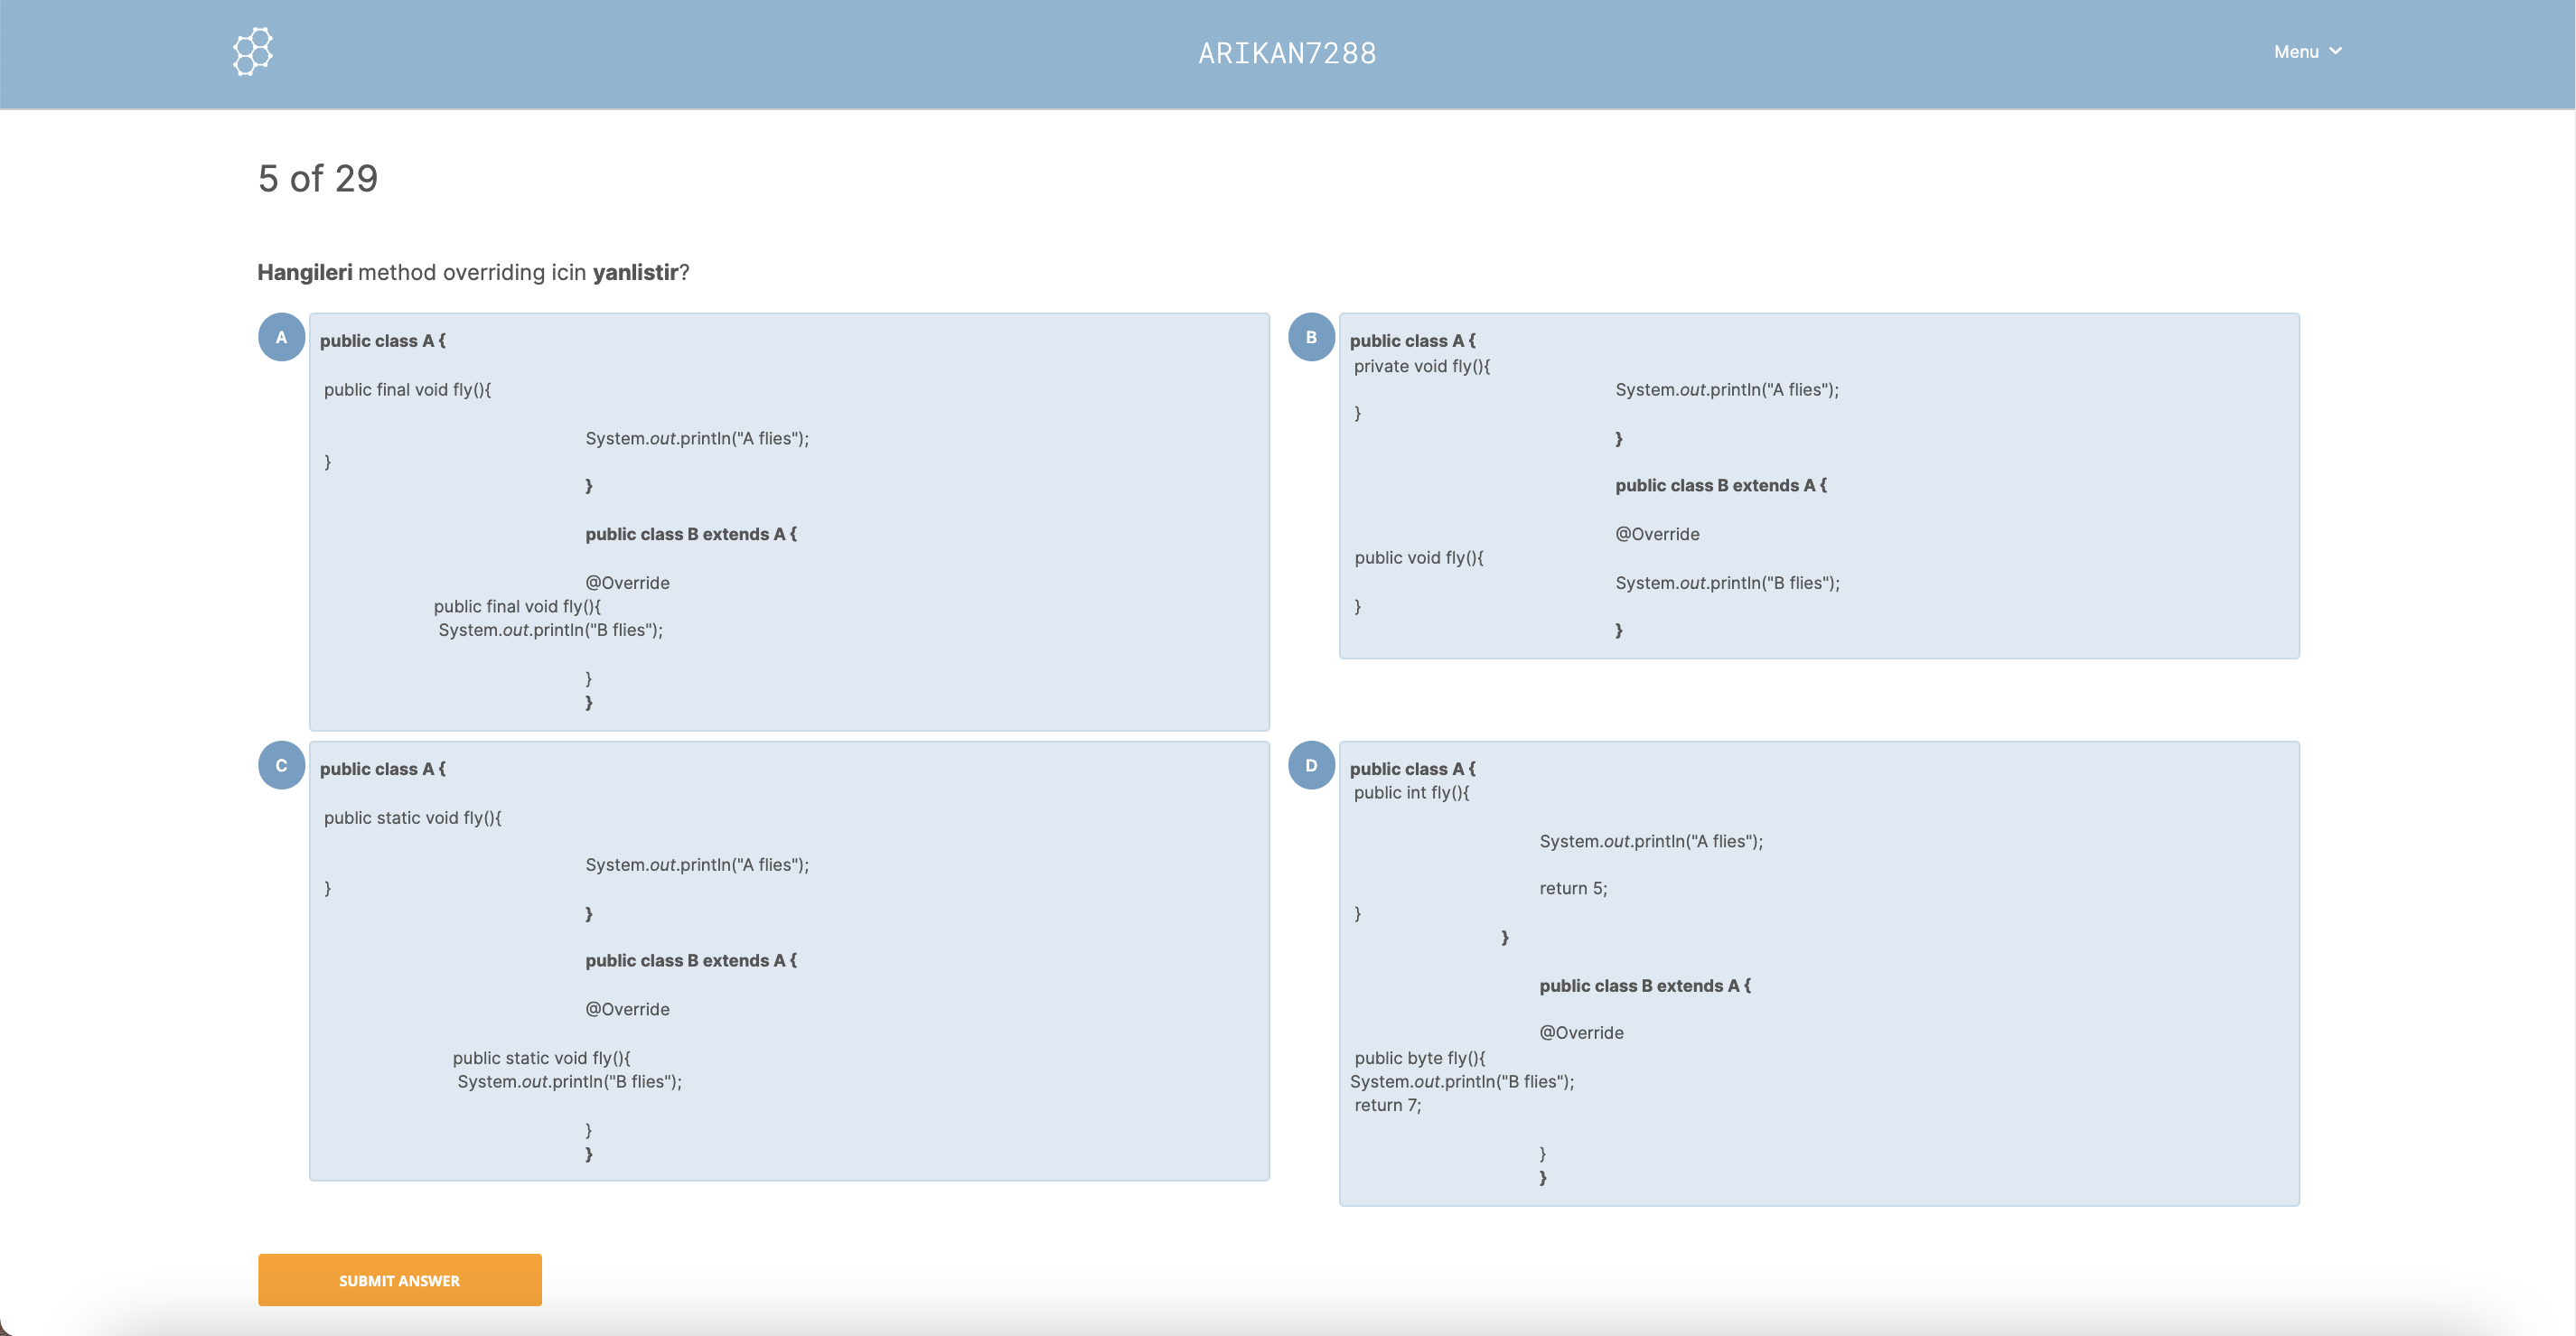 ARIKAN7288
Menu
5 of 29
Hangileri method overriding icin yanlistir?
A
public class A {
public final void fly(){
System.out.println("A flies");
}
}
public class B extends A {
@Override
public final void fly(){
System.out.println("B flies");
}
}
B
public class A {
private void fly(){
System.out.println("A flies");
}
}
public class B extends A {
@Override
public void fly(){
System.out.println("B flies");
}
}
C
public class A {
public static void fly(){
System.out.println("A flies");
}
}
public class B extends A {
@Override
public static void fly(){
System.out.println("B flies");
}
}
D
public class A {
public int fly(){
System.out.println("A flies");
return 5;
}
}
public class B extends A {
@Override
public byte fly(){
System.out.println("B flies");
return 7;
}
}
SUBMIT ANSWER